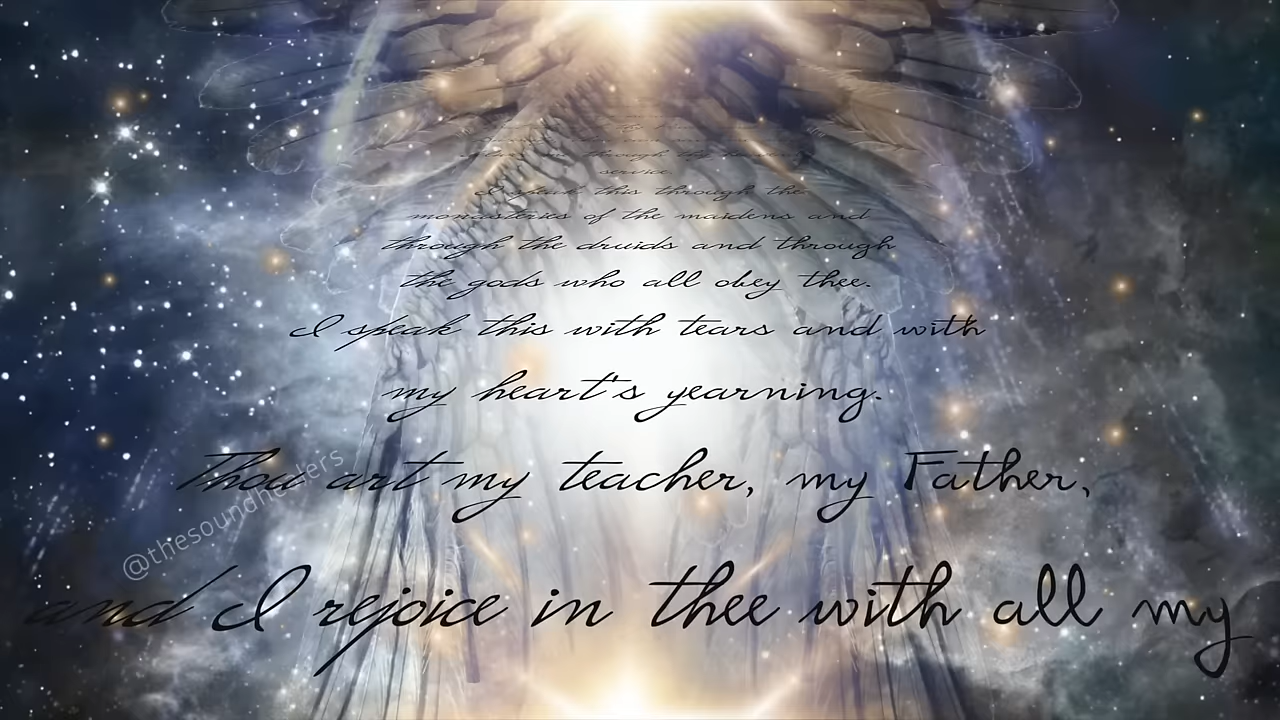 service.
I speak this through the
monasteries of the maidens and
through the druids and through
the gods who all obey thee.
I speak this with tears and with
my heart's yearning.
Thou art my teacher, my Father,
@thesoundhealers
and I rejoice in thee with all my